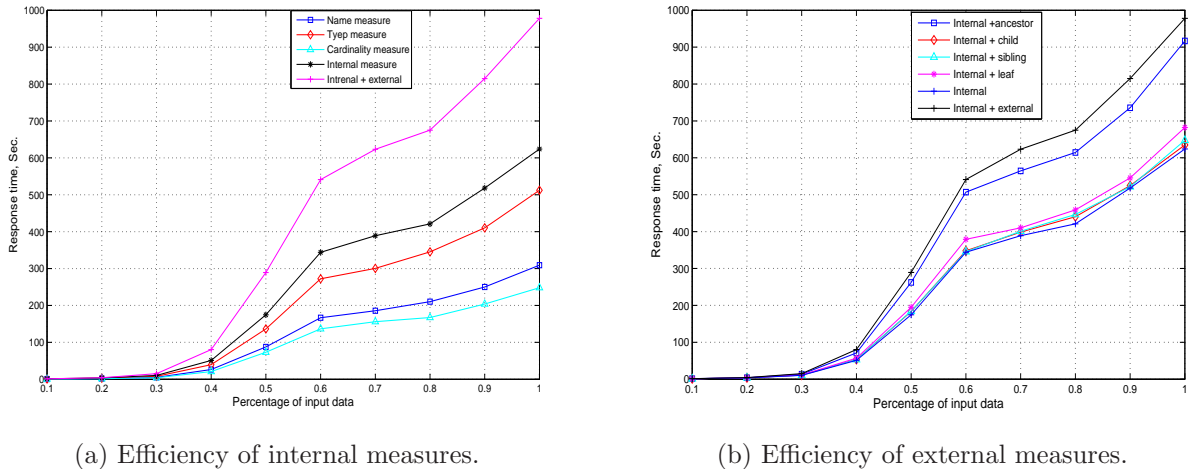 1000
900
800
700
600
500
400
300
200
100
0
Response time, Sec.
Name measure
Tyep measure
Cardinality measure
Internal measure
Intrenal + external
0.1 0.2 0.3 0.4 0.5 0.6 0.7 0.8 0.9 1
Percentage of input data
(a) Efficiency of internal measures.
1000
900
800
700
600
500
400
300
200
100
0
Response time, Sec.
Internal +ancestor
Internal + child
Internal + sibling
Internal + leaf
Internal
Internal + external
0.1 0.2 0.3 0.4 0.5 0.6 0.7 0.8 0.9 1
Percentage of input data
(b) Efficiency of external measures.